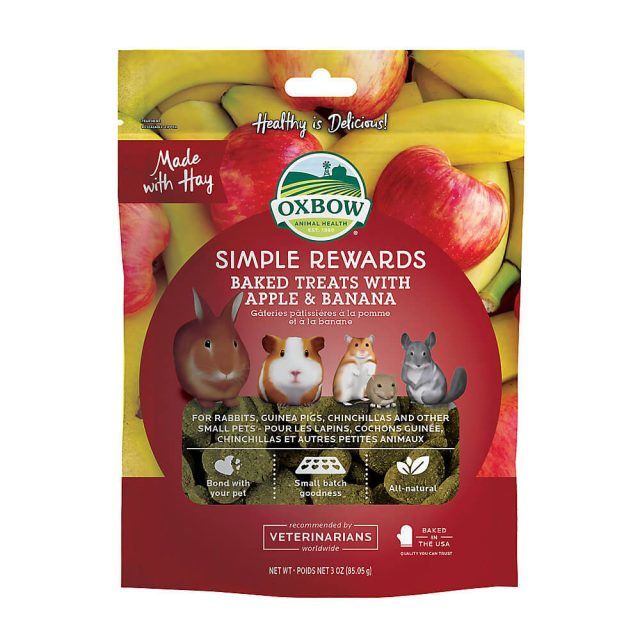 Healthy is Delicious!
Made
with Hay
OXBOW
ANIMAL HEALTH
EST. 1980
SIMPLE REWARDS
BAKED TREATS WITH
APPLE & BANANA
Gâteries pâtissières à la pomme
et à la banane
FOR RABBITS, GUINEA PIGS, CHINCHILLAS AND OTHER
SMALL PETS - POUR LES LAPINS, COCHONS GUINÉE,
CHINCHILLAS ET AUTRES PETITES ANIMAUX
Bond with
your pet
Small batch
goodness
All-natural
recommended by
VETERINARIANS
worldwide
BAKED
IN
THE USA
QUALITY YOU CAN TRUST
NET WT - POIDS NET 3 OZ (85.05 g)